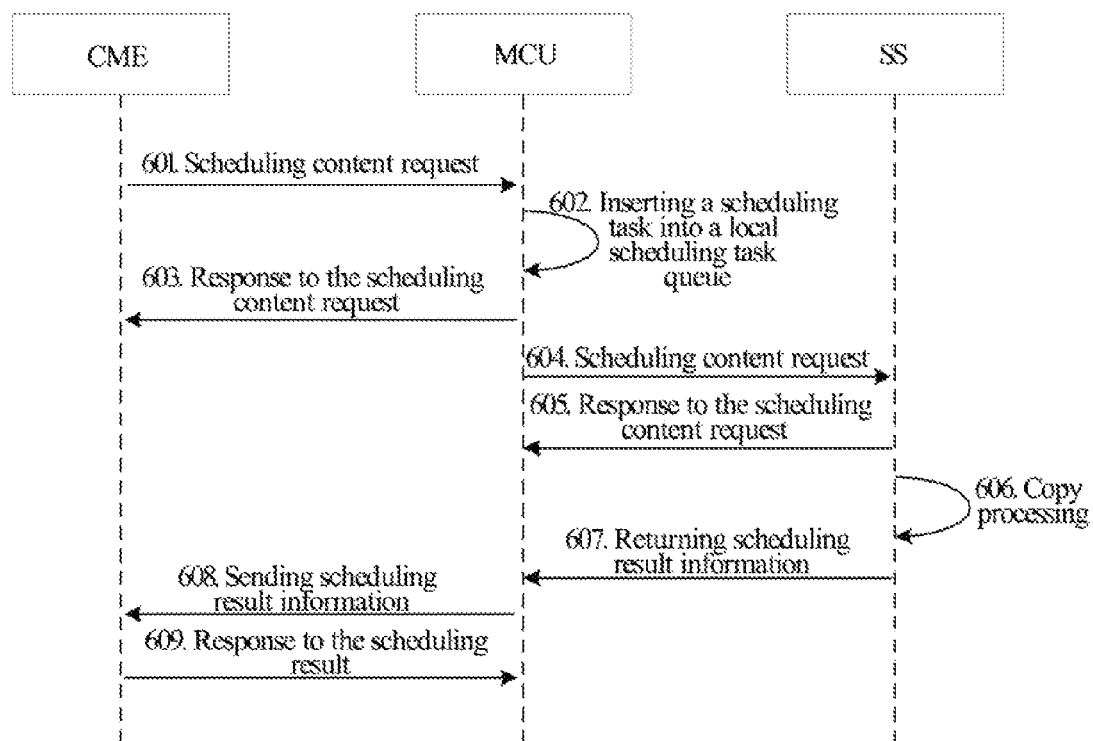 CME
MCU
SS
601. Scheduling content request
602. Inserting a scheduling
task into a local
scheduling task
queue
603. Response to the scheduling
content request
604. Scheduling content request
605. Response to the scheduling
content request
606. Copy
processing
607. Returning scheduling
result information
608. Sending scheduling
result information
609. Response to the scheduling
result